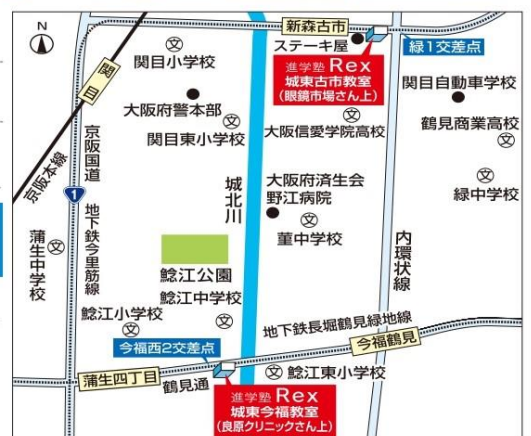 N
新森古市
ステーキ屋
緑1交差点
関目小学校
進学塾 Rex
城東古市教室
(眼鏡市場さん上)
関目
関目自動車学校
大阪府警本部
大阪信愛学院高校
鶴見商業高校
関目東小学校
京阪本線
京阪国道
1
地下鉄今里筋線
城北川
大阪府済生会
野江病院
緑中学校
菫中学校
内環状線
蒲生中学校
鯰江公園
鯰江中学校
鯰江小学校
地下鉄長堀鶴見緑地線
今福鶴見
今福西2交差点
蒲生四丁目
鶴見通
鯰江東小学校
進学塾 Rex
城東今福教室
(良原クリニックさん上)